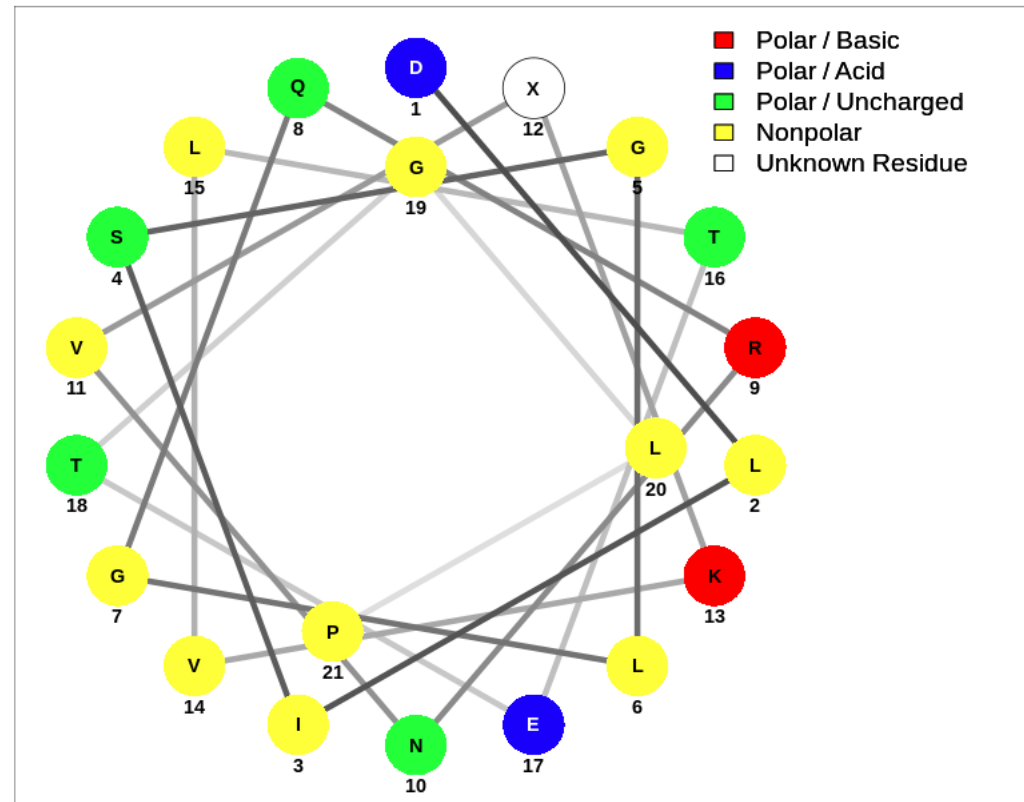 Polar / Basic
Polar / Acid
Polar / Uncharged
Nonpolar
Unknown Residue
D
1
X
12
Q
8
G
5
L
15
G
19
S
4
T
16
V
11
R
9
L
20
L
2
T
18
G
7
K
13
P
21
V
14
L
6
I
3
N
10
E
17